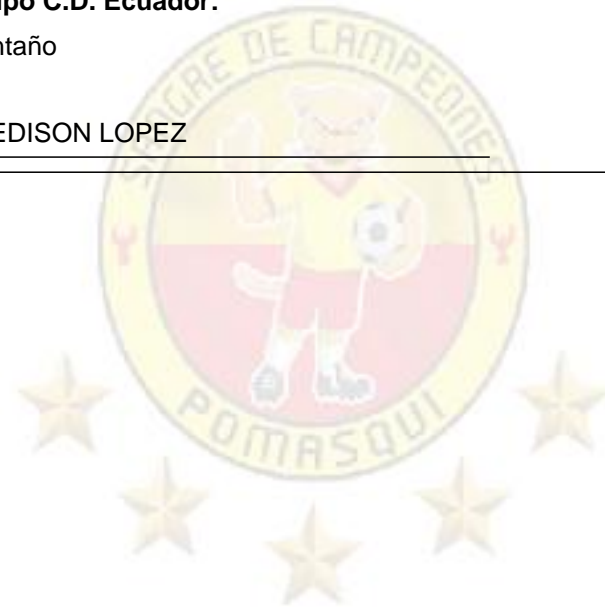 po C.D. Ecuador:
ntaño
EDISON LOPEZ
SANGRE DE CAMPEONES
POMASQUI